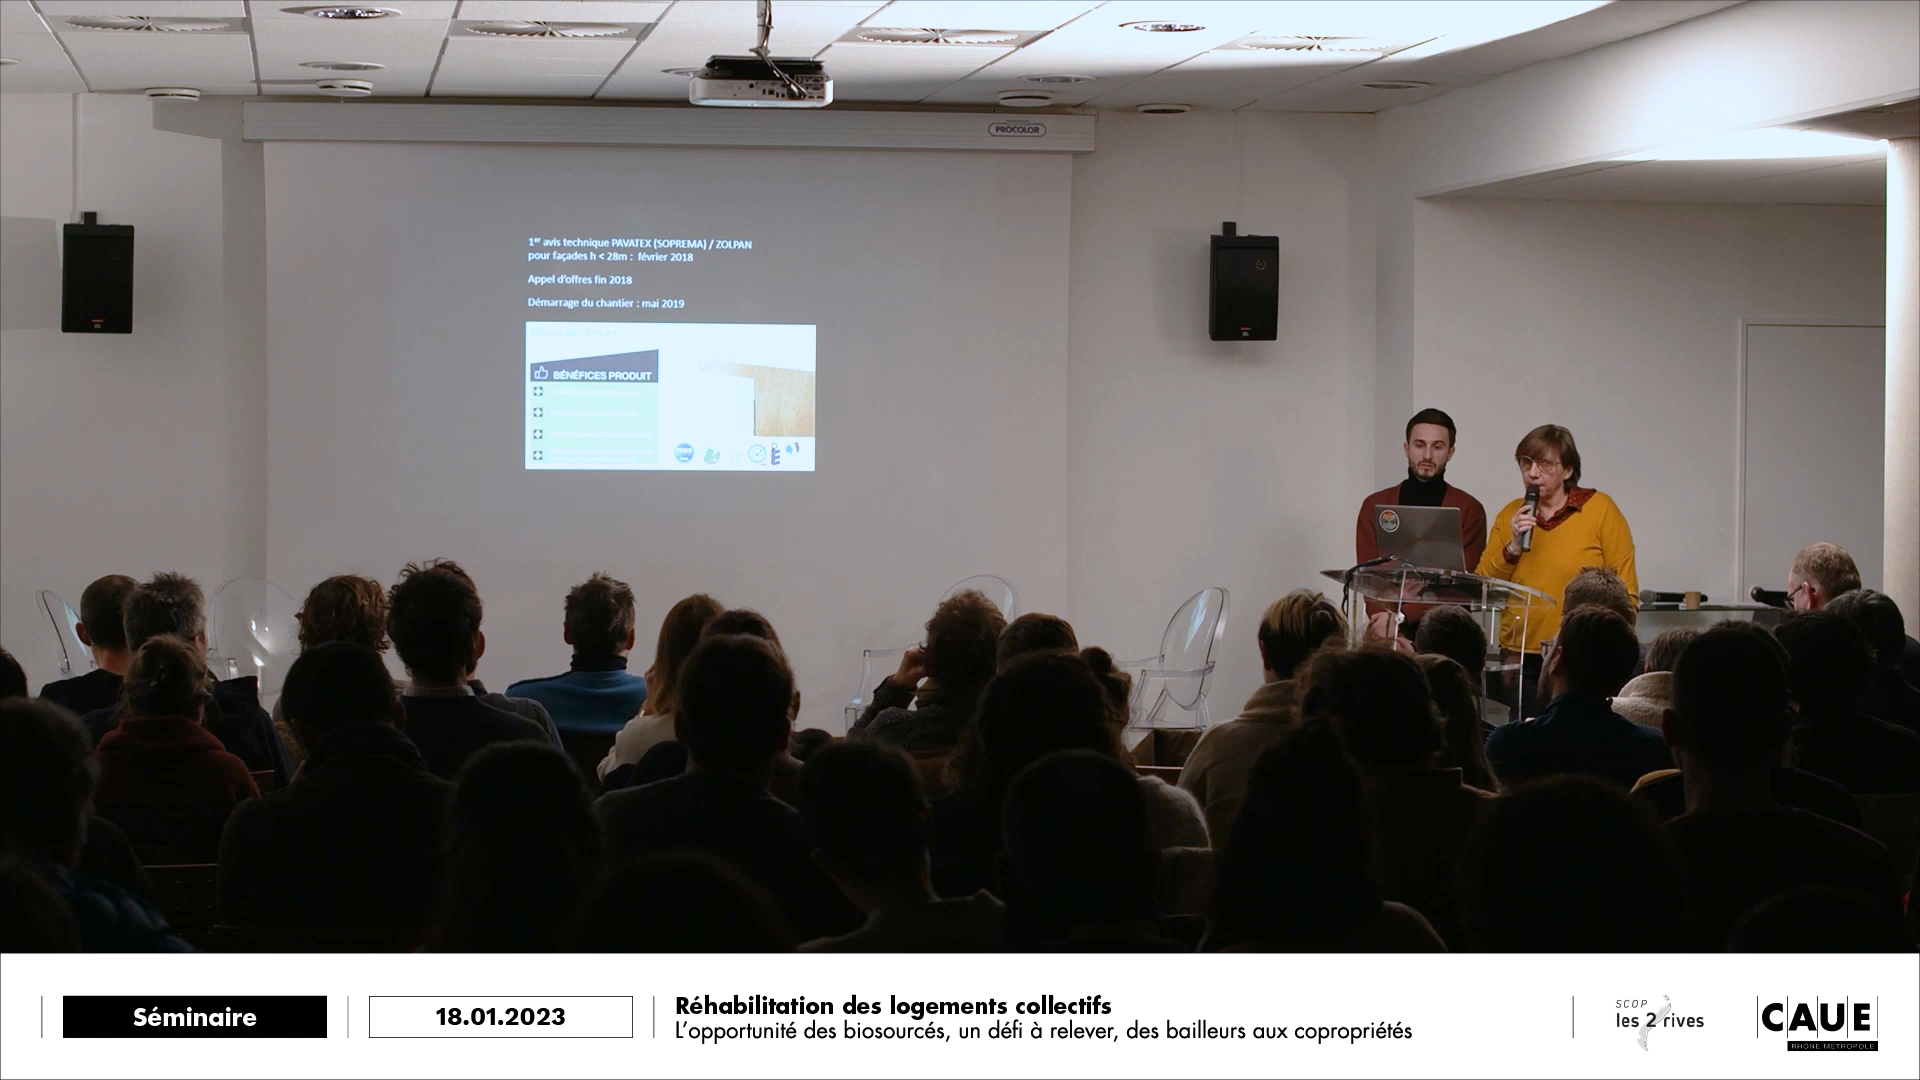 PROCOLOR
1er avis technique PAVATEX (SOPREMA) / ZOLPAN
pour façades h < 28m : février 2018
Appel d'offres fin 2018
Démarrage du chantier : mai 2019
BÉNÉFICES PRODUIT
Séminaire
18.01.2023
Réhabilitation des logements collectifs
L'opportunité des biosourcés, un défi à relever, des bailleurs aux copropriétés
SCOP
les 2 rives
CAUE
RHÔNE MÉTROPOLE